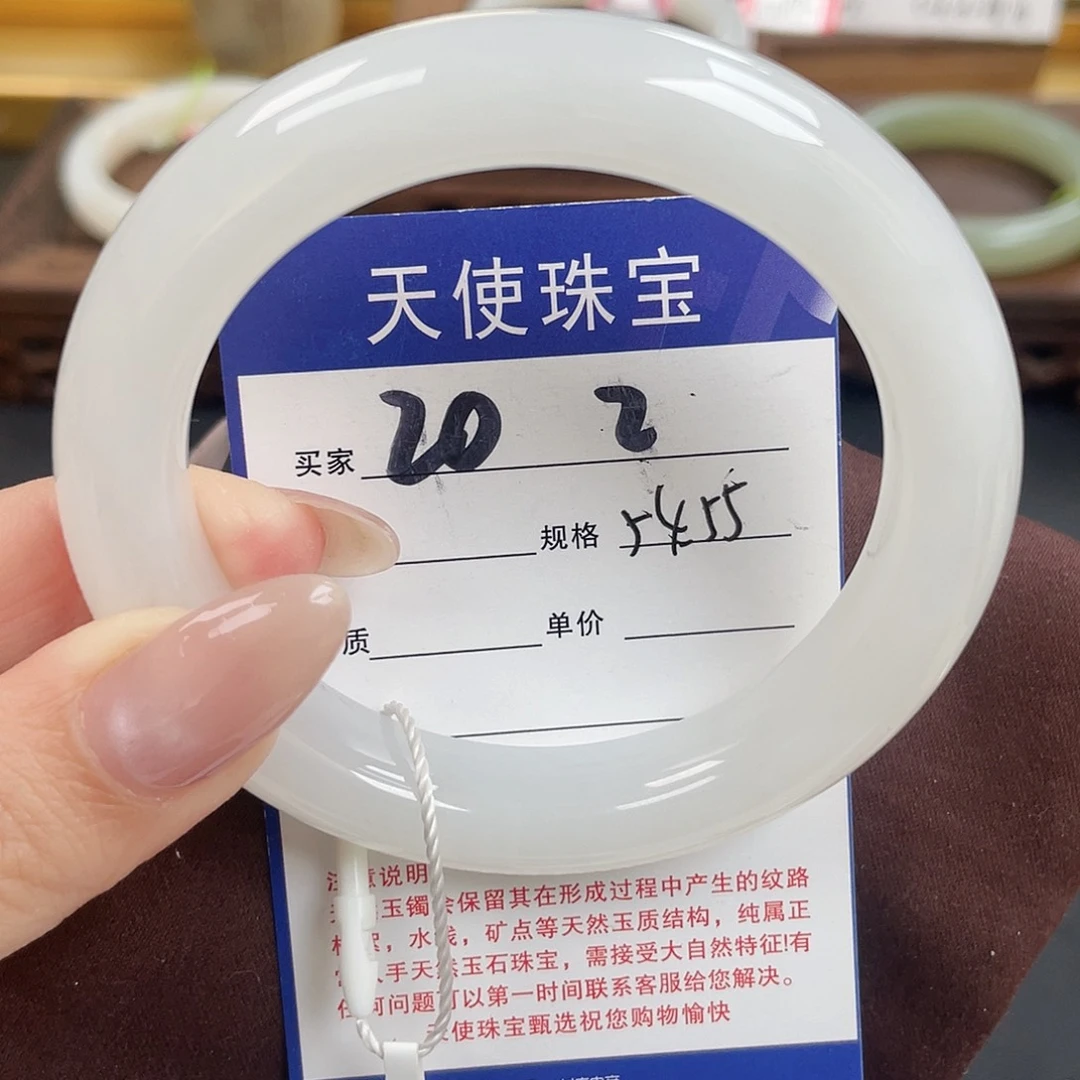 天使珠宝
买家 20 2
规格 5455
质 单价
意说明
玉镯会保留其在形成过程中产生的纹路
，水线，矿点等天然玉质结构，纯属正
手天然玉石珠宝，需接受大自然特征!有
任何问题可以第一时间联系客服给您解决。
天使珠宝甄选祝您购物愉快